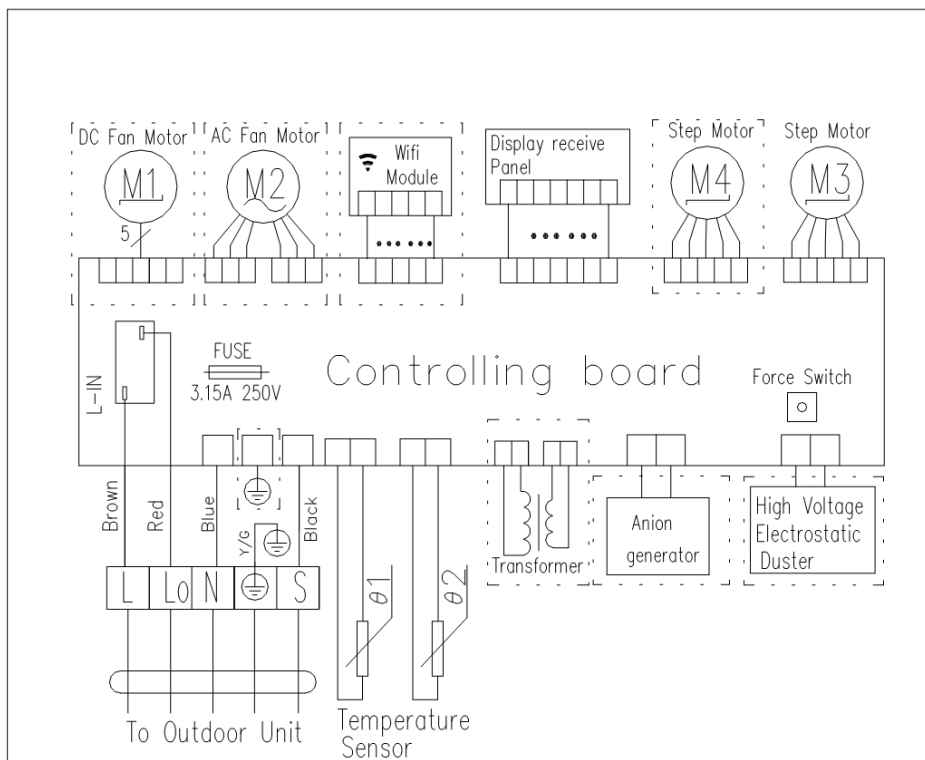 DC Fan Motor
AC Fan Motor
Wifi
Module
Display receive
Panel
Step Motor
Step Motor
M1
M2
M4
M3
5
L-IN
FUSE
3.15A 250V
Controlling board
Force Switch
Brown
Red
Blue
Y/G
Black
L
Lo
N
S
θ1
θ2
Transformer
Anion
generator
High Voltage
Electrostatic
Duster
To Outdoor Unit
Temperature
Sensor